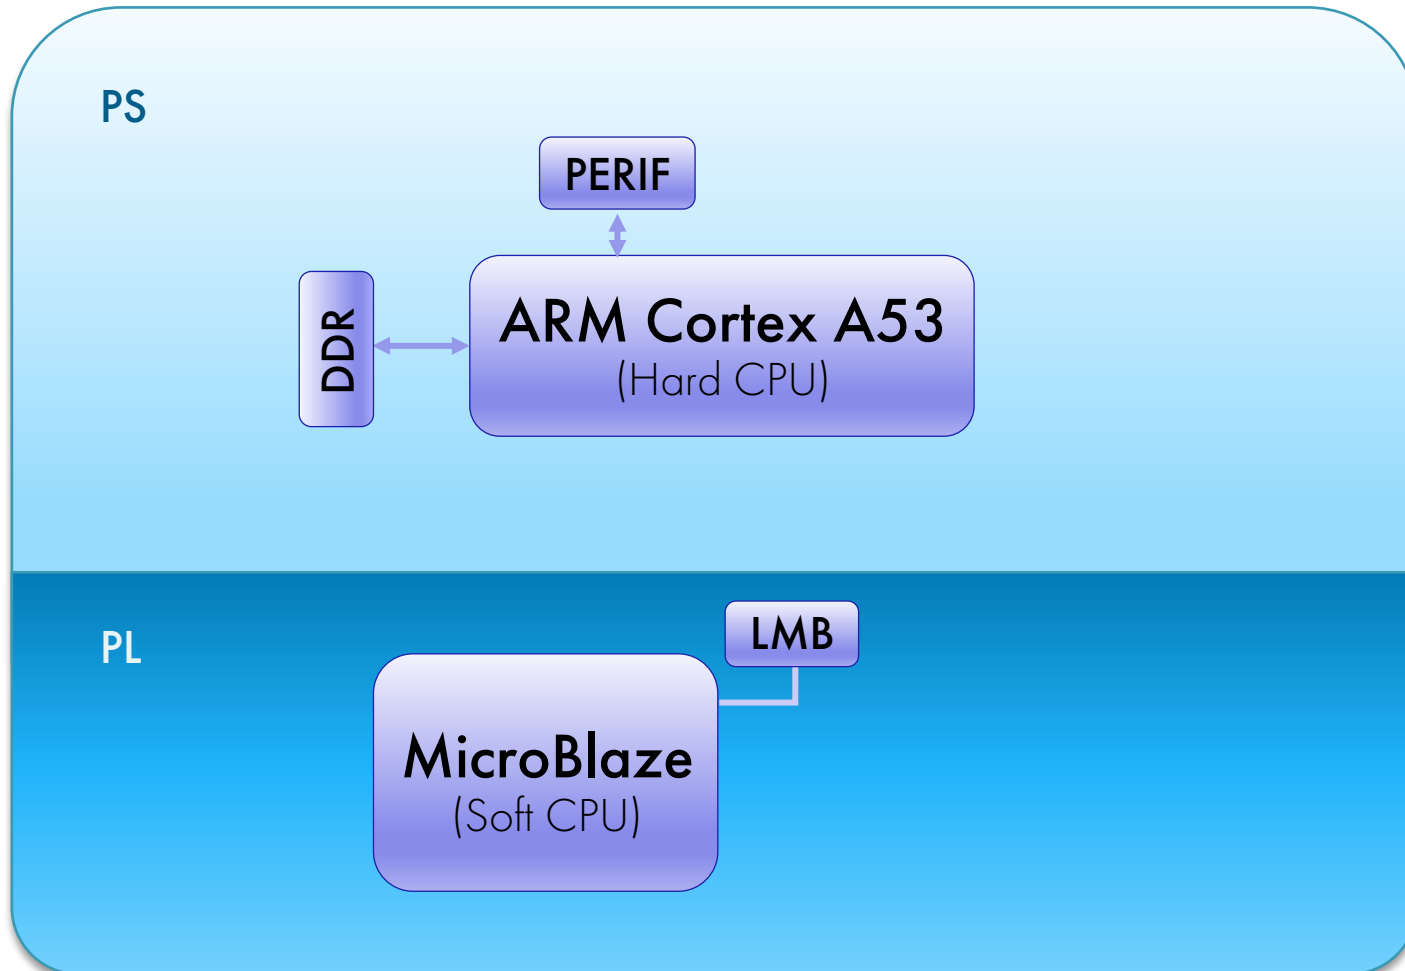 PS
PERIF
DDR
ARM Cortex A53
(Hard CPU)
PL
LMB
MicroBlaze
(Soft CPU)